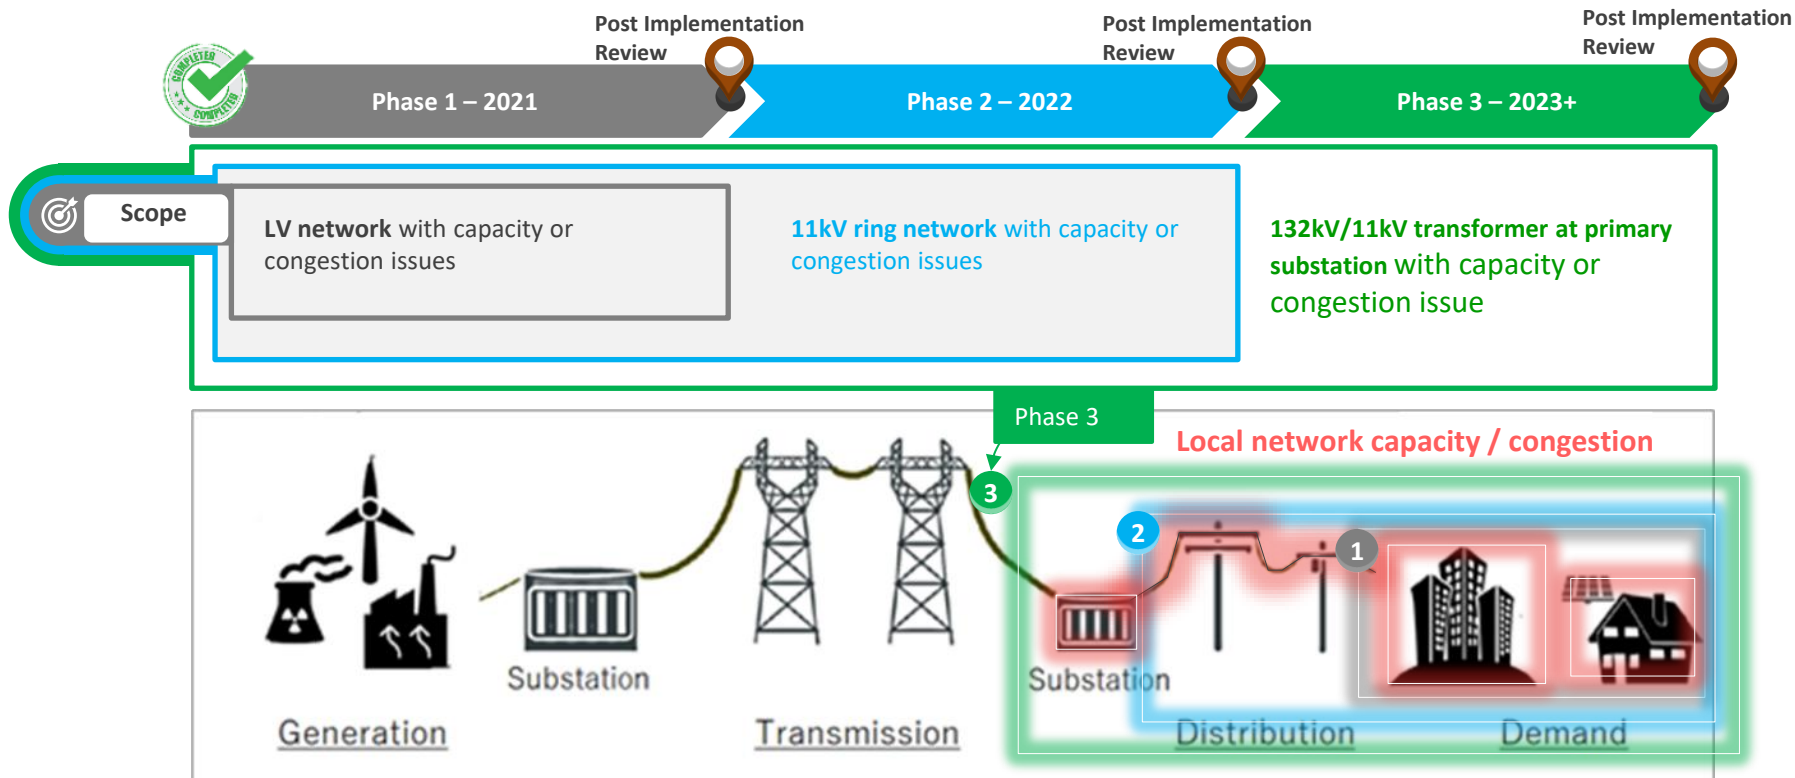 Post Implementation
Review
Post Implementation
Review
Post Implementation
Review
COMPLETED
COMPLETED
Phase 1 – 2021
Phase 2 – 2022
Phase 3 – 2023+
Scope
LV network with capacity or
congestion issues
11kV ring network with capacity or
congestion issues
132kV/11kV transformer at primary
substation with capacity or
congestion issue
Phase 3
Local network capacity / congestion
3
2
1
Substation
Substation
Generation
Transmission
Distribution
Demand